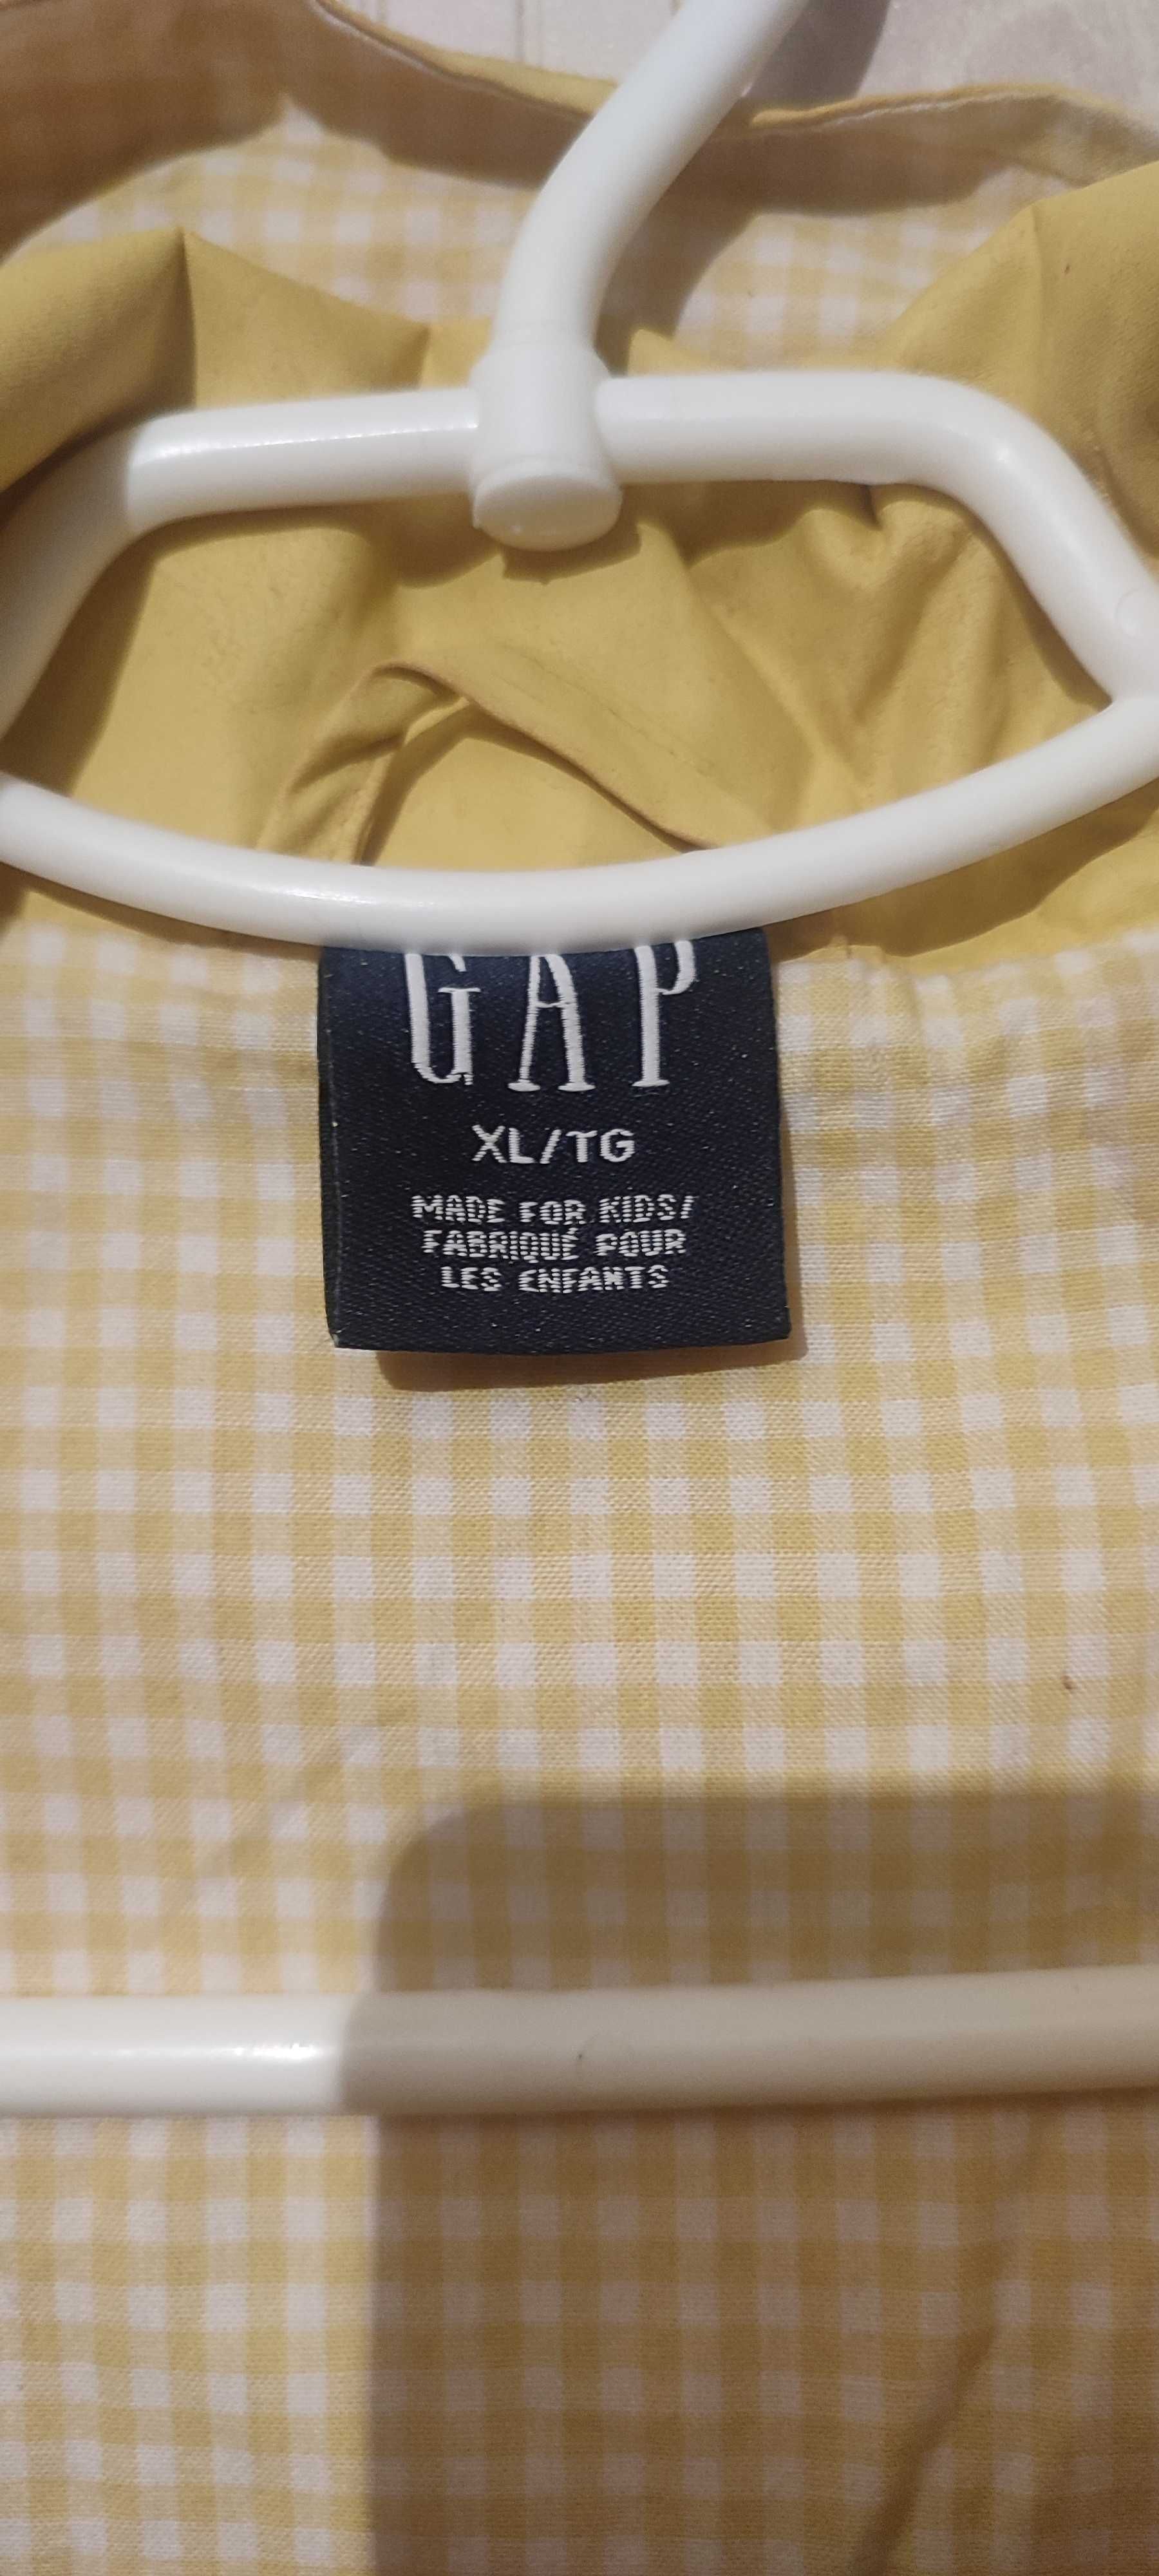 GAP
XL/TG
MADE FOR KIDS/
FABRIQUÉ POUR
LES ENFANTS